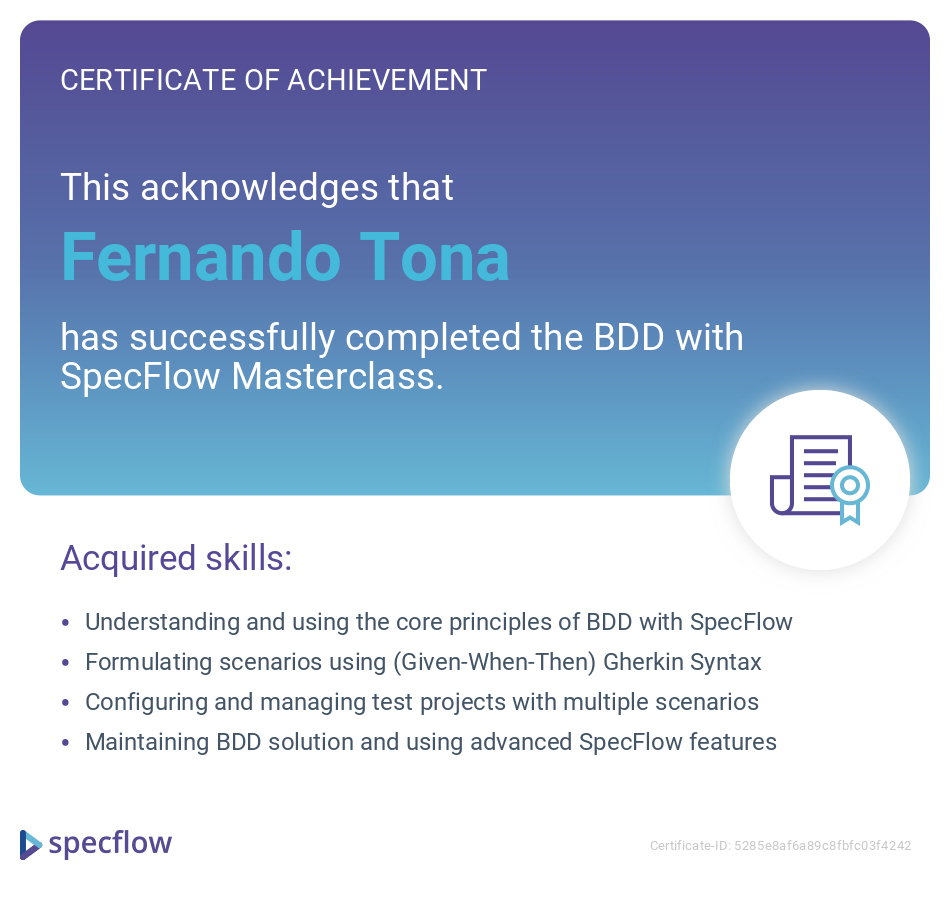 CERTIFICATE OF ACHIEVEMENT
This acknowledges that
Fernando Tona
has successfully completed the BDD with
SpecFlow Masterclass.
Acquired skills:
• Understanding and using the core principles of BDD with SpecFlow
• Formulating scenarios using (Given-When-Then) Gherkin Syntax
• Configuring and managing test projects with multiple scenarios
• Maintaining BDD solution and using advanced SpecFlow features
specflow
Certificate-ID: 5285e8af6a89c8fbfc03f4242